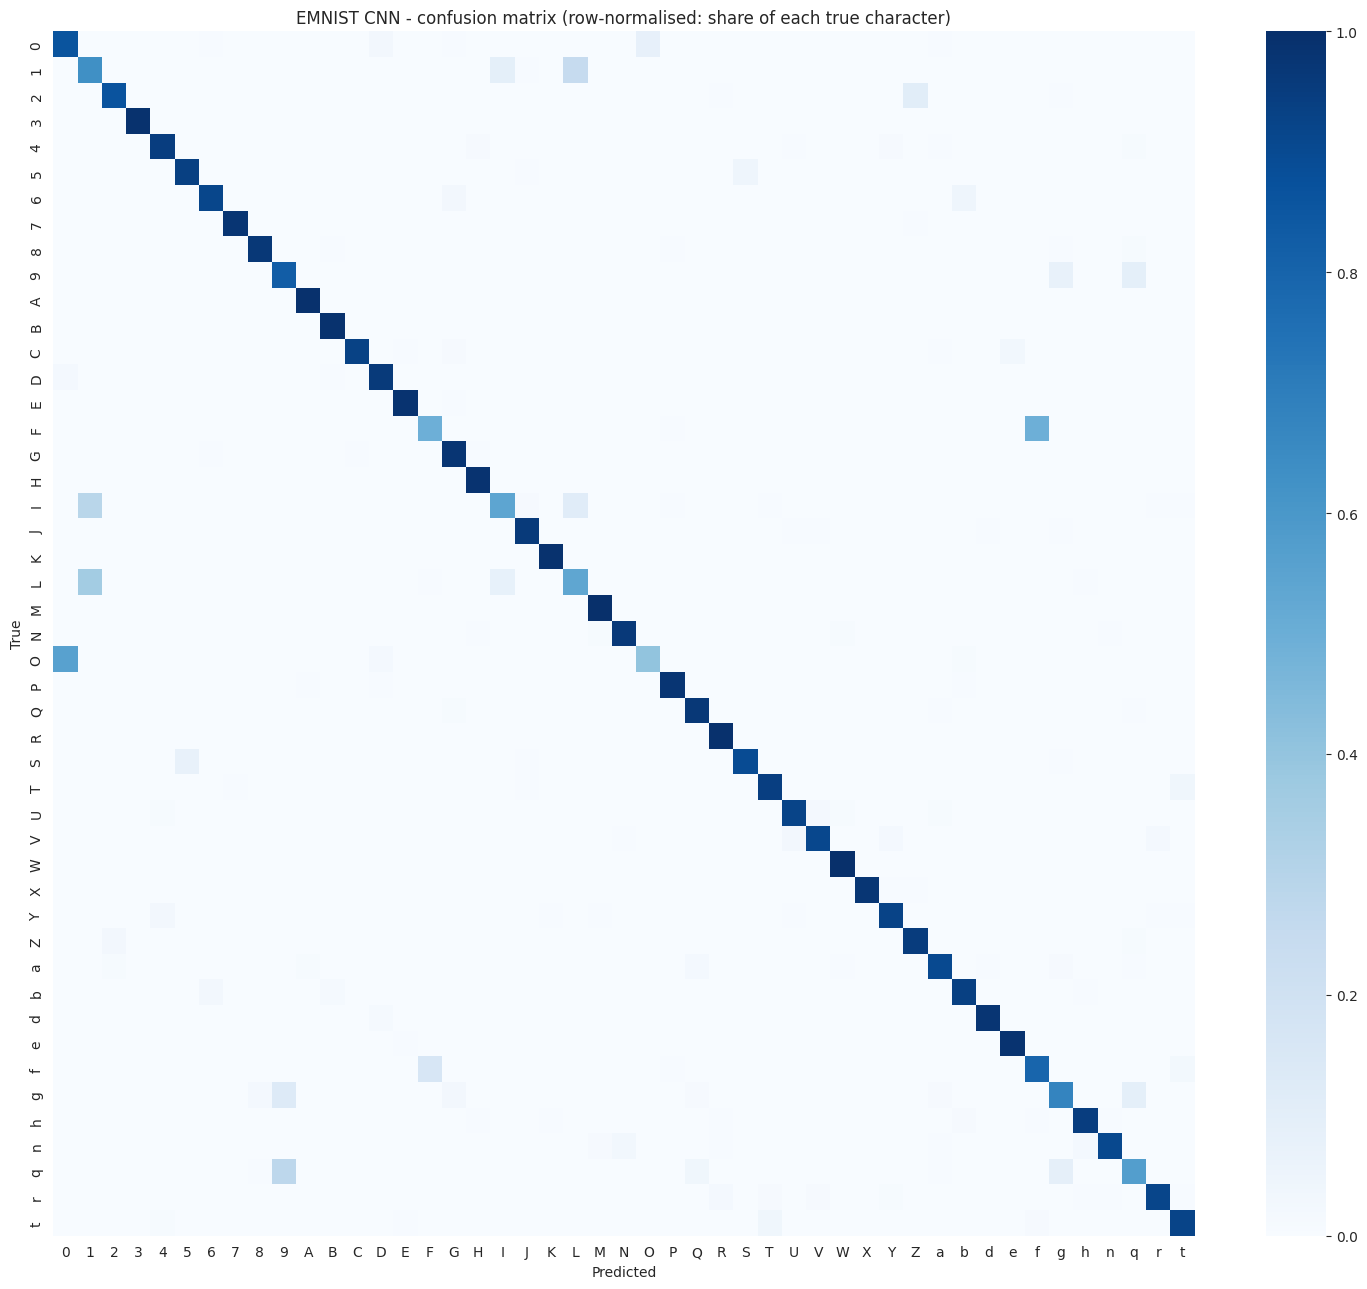 EMNIST CNN - confusion matrix (row-normalised: share of each true character)
True
0
1
2
3
4
5
6
7
8
9
A
B
C
D
E
F
G
H
I
J
K
L
M
N
O
P
Q
R
S
T
U
V
W
X
Y
Z
a
b
d
e
f
g
h
n
q
r
t
0 1 2 3 4 5 6 7 8 9 A B C D E F G H I J K L M N O P Q R S T U V W X Y Z a b d e f g h n q r t
Predicted
1.0
0.8
0.6
0.4
0.2
0.0